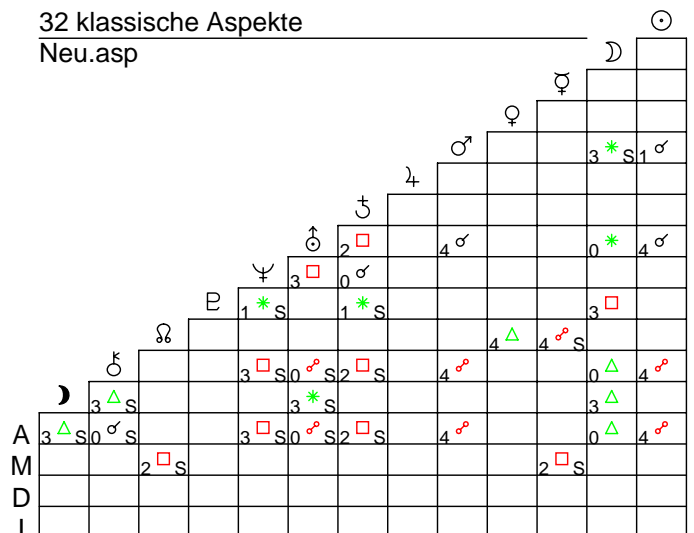 32 klassische Aspekte ☉
Neu.asp ☽
☿
♀
♂ 3 ✱ S 1 ☌
♃
♄
⛢ 2 □ 4 ☌ 0 ✱ 4 ☌
♆ 3 □ 0 ☌
♇ 1 ✱ S 1 ✱ S 3 □
☊ 4 △ 4 ☍ S
⚷ 3 □ S 0 ☍ S 2 □ S 4 ☍ 0 △ 4 ☍
☽ 3 △ S 3 ✱ S 3 △
A 3 △ S 0 ☌ S 3 □ S 0 ☍ S 2 □ S 4 ☍ 0 △ 4 ☍
M 2 □ S 2 □ S
D